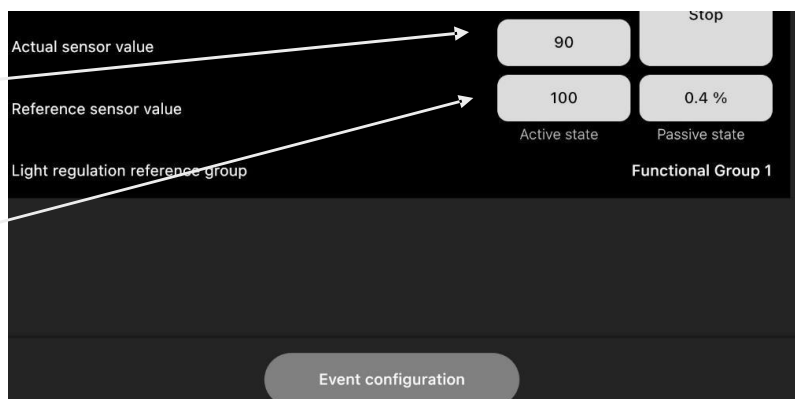 Stop
Actual sensor value
90
Reference sensor value
100
0.4 %
Active state
Passive state
Light regulation reference group
Functional Group 1
Event configuration